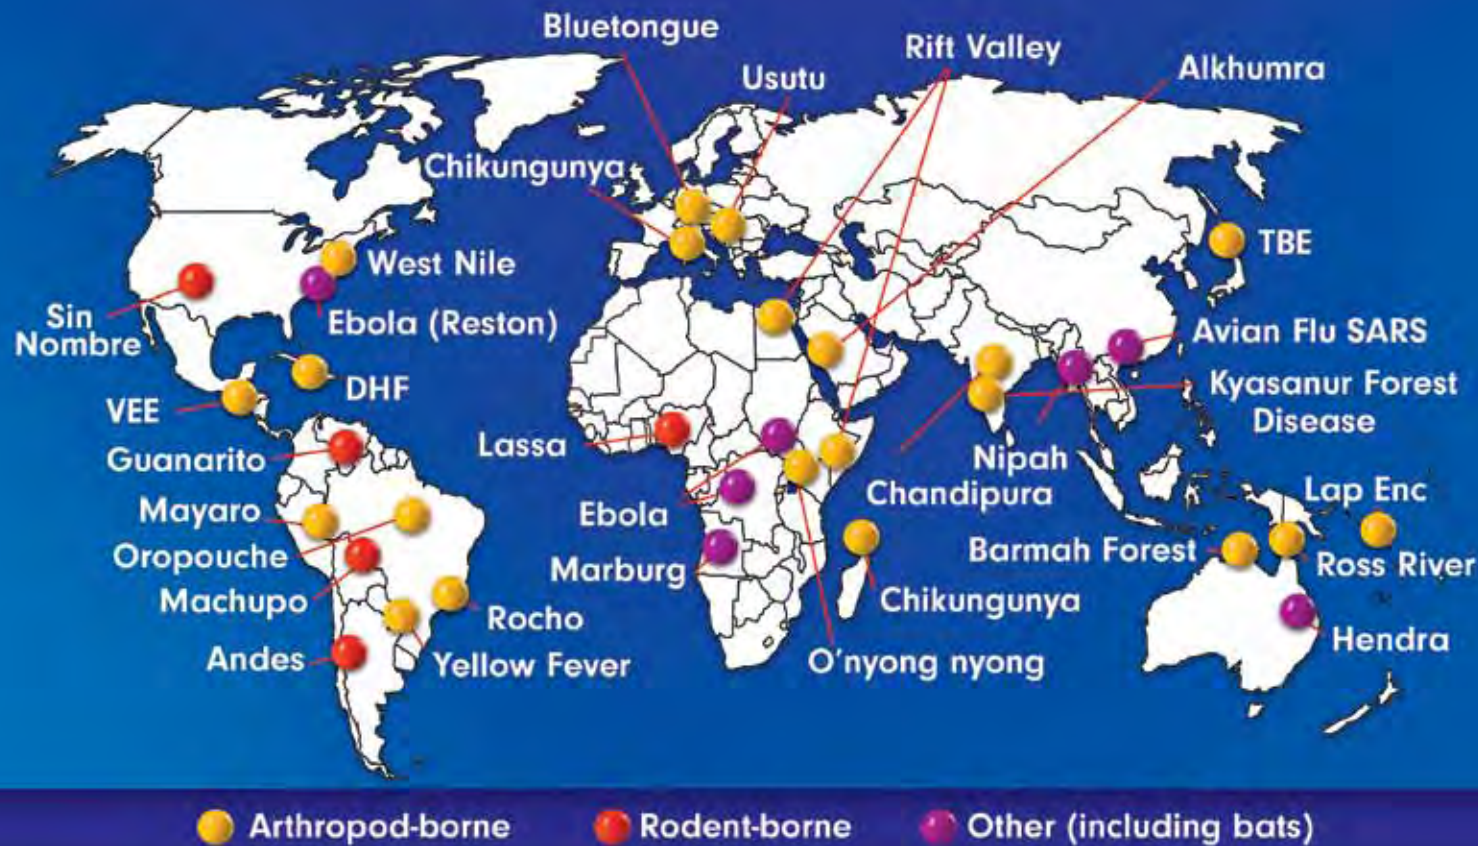 Bluetongue
Rift Valley
Usutu
Alkhumra
Chikungunya
West Nile
TBE
Sin
Nombre
Ebola (Reston)
Avian Flu SARS
DHF
VEE
Kyasanur Forest
Disease
Guanarito
Lassa
Nipah
Chandipura
Lap Enc
Mayaro
Ebola
Oropouche
Marburg
Barmah Forest
Ross River
Machupo
Rocho
Chikungunya
Hendra
Andes
Yellow Fever
O'nyong nyong
Arthropod-borne
Rodent-borne
Other (including bats)